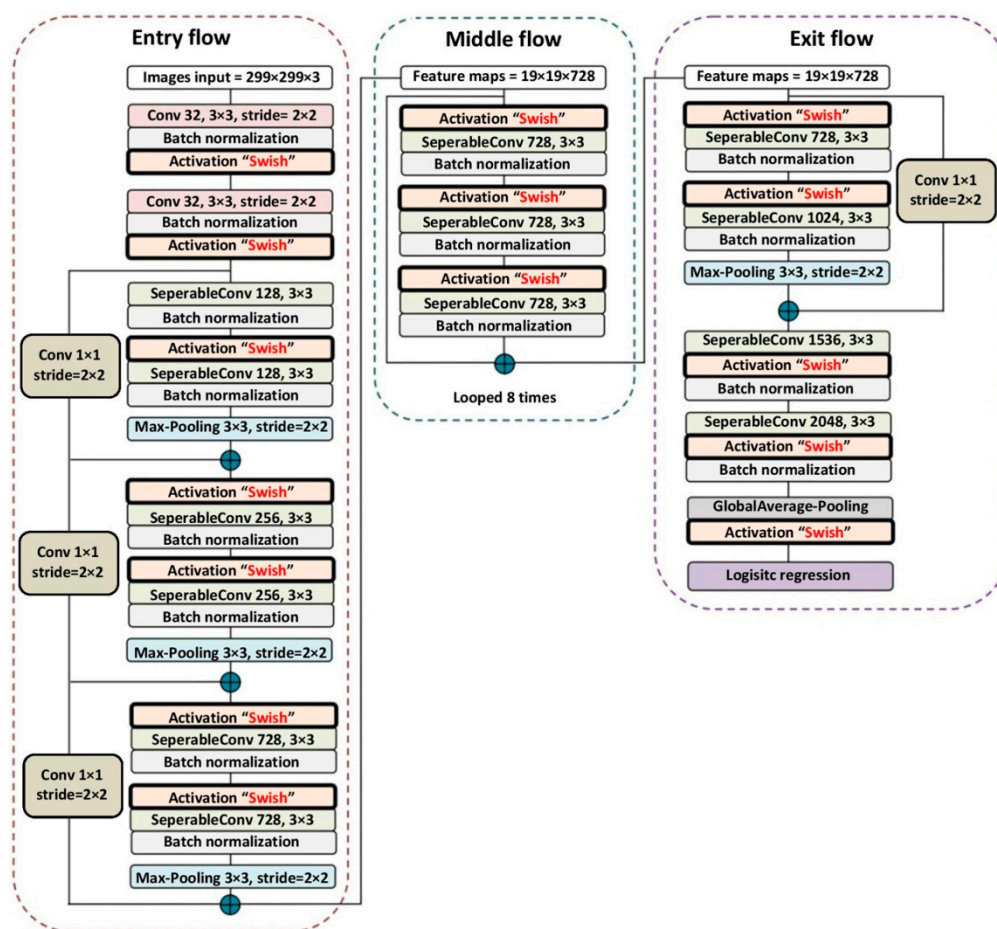 Entry flow
Images input = 299×299×3
Conv 32, 3×3, stride= 2×2
Batch normalization
Activation “Swish”
Conv 32, 3×3, stride= 2×2
Batch normalization
Activation “Swish”
SeperableConv 128, 3×3
Batch normalization
Activation “Swish”
SeperableConv 128, 3×3
Batch normalization
Max-Pooling 3×3, stride=2×2
Conv 1×1
stride=2×2
Activation “Swish”
SeperableConv 256, 3×3
Batch normalization
Activation “Swish”
SeperableConv 256, 3×3
Batch normalization
Max-Pooling 3×3, stride=2×2
Conv 1×1
stride=2×2
Activation “Swish”
SeperableConv 728, 3×3
Batch normalization
Activation “Swish”
SeperableConv 728, 3×3
Batch normalization
Max-Pooling 3×3, stride=2×2
Conv 1×1
stride=2×2
Middle flow
Feature maps = 19×19×728
Activation “Swish”
SeperableConv 728, 3×3
Batch normalization
Activation “Swish”
SeperableConv 728, 3×3
Batch normalization
Activation “Swish”
SeperableConv 728, 3×3
Batch normalization
Looped 8 times
Exit flow
Feature maps = 19×19×728
Activation “Swish”
SeperableConv 728, 3×3
Batch normalization
Activation “Swish”
SeperableConv 1024, 3×3
Batch normalization
Max-Pooling 3×3, stride=2×2
Conv 1×1
stride=2×2
SeperableConv 1536, 3×3
Activation “Swish”
Batch normalization
SeperableConv 2048, 3×3
Activation “Swish”
Batch normalization
GlobalAverage-Pooling
Activation “Swish”
Logisitc regression